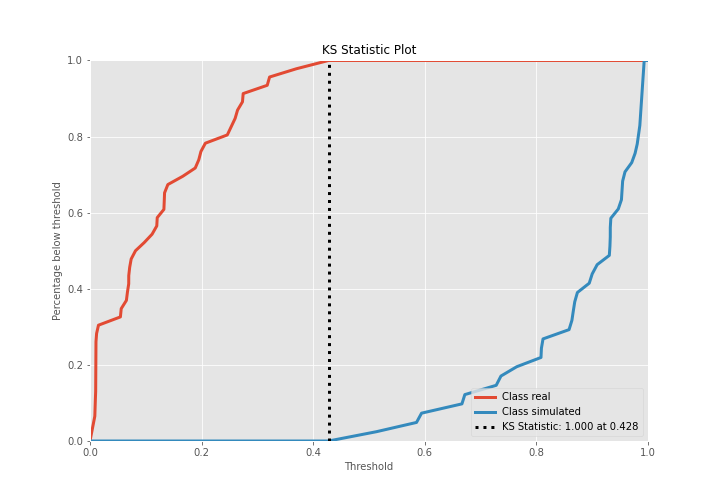 KS Statistic Plot
1.0
0.8
0.6
0.4
0.2
0.0
Percentage below threshold
0.0 0.2 0.4 0.6 0.8 1.0
Threshold
Class real
Class simulated
KS Statistic: 1.000 at 0.428